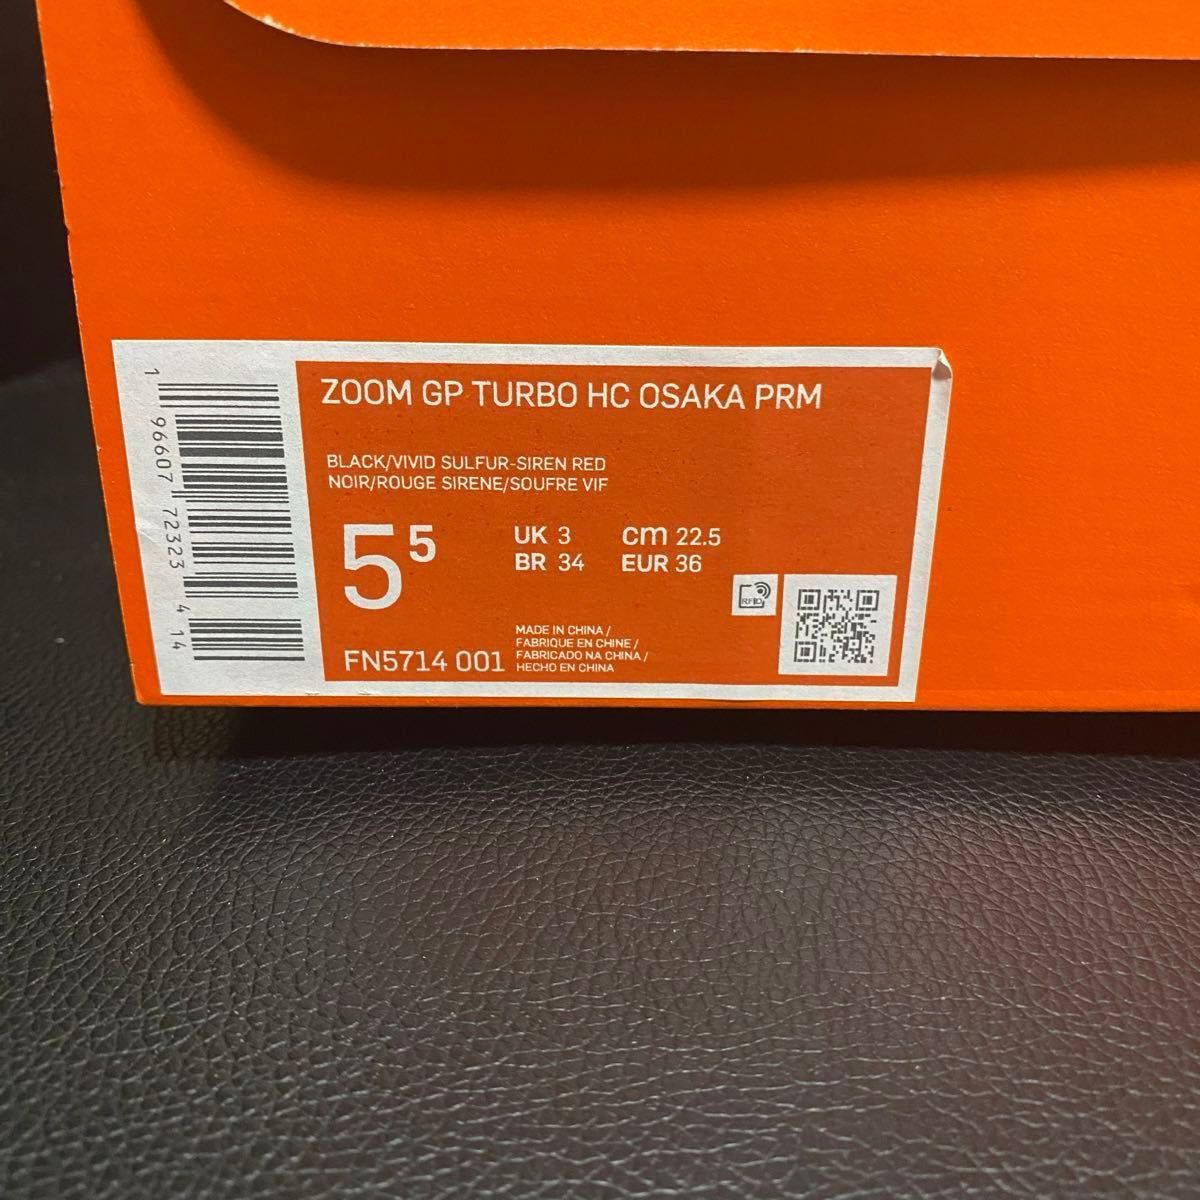 ZOOM GP TURBO HC OSAKA PRM
BLACK/VIVID SULFUR-SIREN RED
NOIR/ROUGE SIRENE/SOUFRE VIF
5⁵
UK 3 cm 22.5
BR 34 EUR 36
RFID
FN5714 001
MADE IN CHINA /
FABRIQUE EN CHINE /
FABRICADO NA CHINA /
HECHO EN CHINA
1 96607 72323 4 14